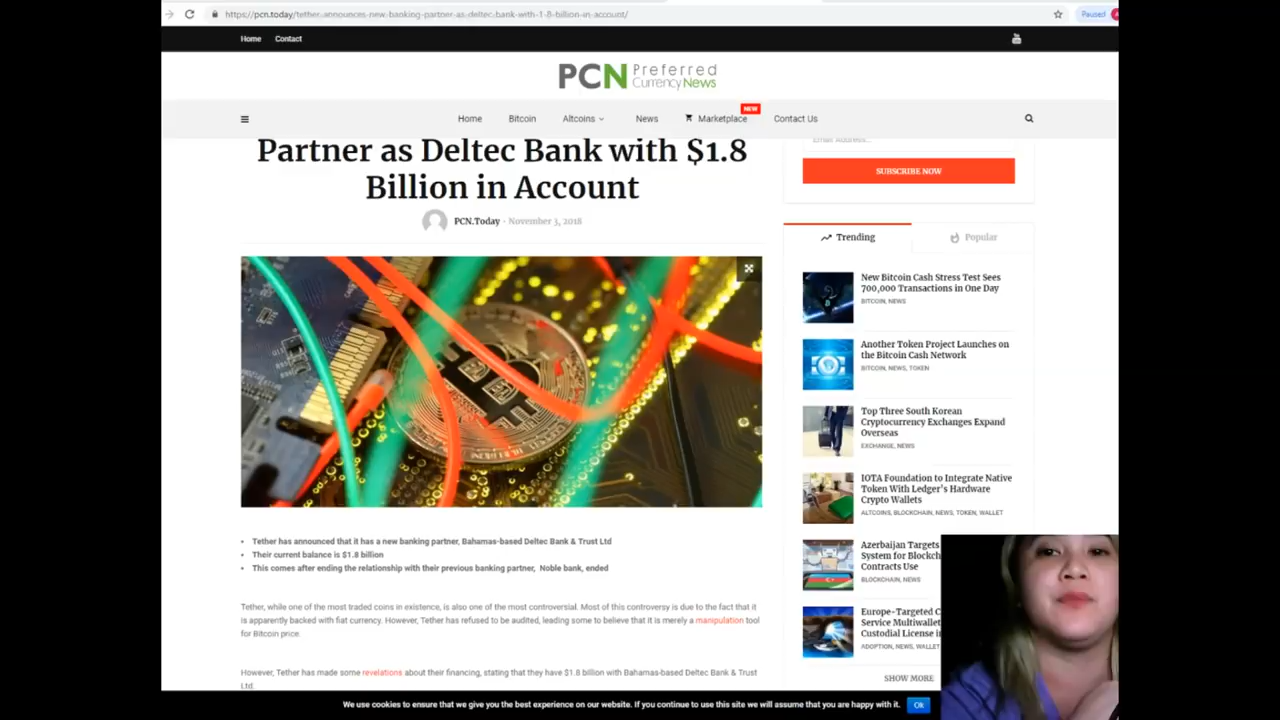 https://pcn.today/tether-announces-new-banking-partner-as-deltec-bank-with-1-8-billion-in-account/
Paused
Home Contact
PCN Preferred
Currency News
Home Bitcoin Altcoins News Marketplace NEW Contact Us
Partner as Deltec Bank with $1.8
Billion in Account
PCN.Today - November 3, 2018
Email Address...
SUBSCRIBE NOW
Trending Popular
New Bitcoin Cash Stress Test Sees
700,000 Transactions in One Day
BITCOIN, NEWS
Another Token Project Launches on
the Bitcoin Cash Network
BITCOIN, NEWS, TOKEN
Top Three South Korean
Cryptocurrency Exchanges Expand
Overseas
EXCHANGE, NEWS
IOTA Foundation to Integrate Native
Token With Ledger's Hardware
Crypto Wallets
ALTCOINS, BLOCKCHAIN, NEWS, TOKEN, WALLET
Azerbaijan Targets
System for Blockch
Contracts Use
BLOCKCHAIN, NEWS
Europe-Targeted C
Service Multiwallet
Custodial License i
ADOPTION, NEWS, WALLET
SHOW MORE
• Tether has announced that it has a new banking partner, Bahamas-based Deltec Bank & Trust Ltd
• Their current balance is $1.8 billion
• This comes after ending the relationship with their previous banking partner, Noble bank, ended
Tether, while one of the most traded coins in existence, is also one of the most controversial. Most of this controversy is due to the fact that it
is apparently backed with fiat currency. However, Tether has refused to be audited, leading some to believe that it is merely a manipulation tool
for Bitcoin price.
However, Tether has made some revelations about their financing, stating that they have $1.8 billion with Bahamas-based Deltec Bank & Trust
Ltd.
We use cookies to ensure that we give you the best experience on our website. If you continue to use this site we will assume that you are happy with it. Ok